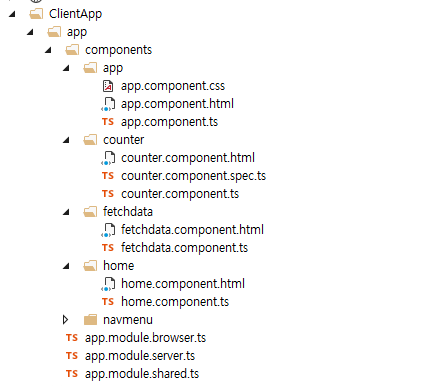 ClientApp
app
components
app
app.component.css
app.component.html
TS app.component.ts
counter
counter.component.html
TS counter.component.spec.ts
TS counter.component.ts
fetchdata
fetchdata.component.html
TS fetchdata.component.ts
home
home.component.html
TS home.component.ts
navmenu
TS app.module.browser.ts
TS app.module.server.ts
TS app.module.shared.ts